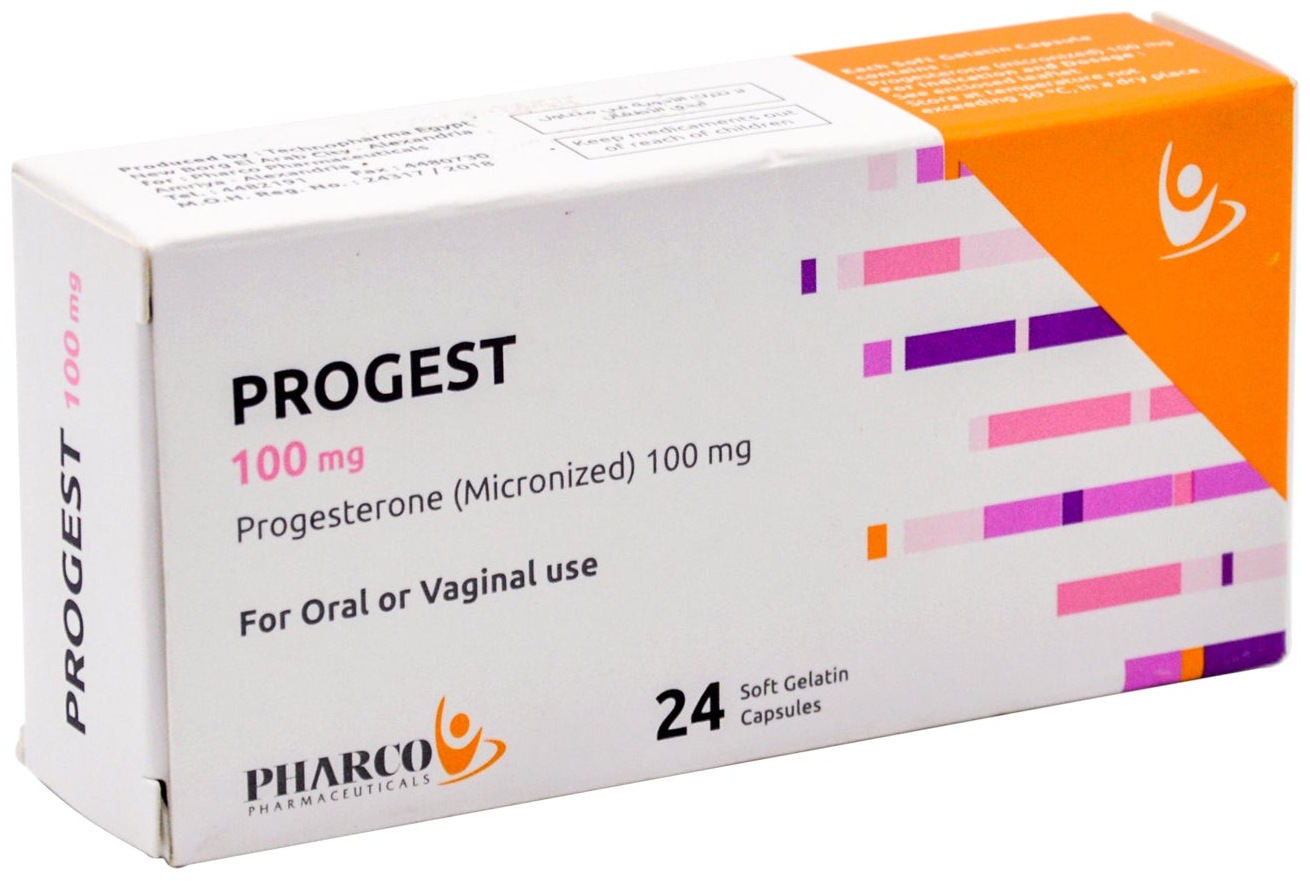 Produced by : Technopharma Egypt
New Borg El Arab City - Alexandria
For : Pharco Pharmaceuticals
Amriya - Alexandria Fax : 4480730
Tel : 4482191
M.O.H. Reg. No. : 24317 / 2018
Keep medicaments out
of reach of children
Each Soft Gelatin Capsule
contains :
Progesterone (micronized) 100 mg
For Indication and Dosage :
See enclosed leaflet
Store at temperature not
exceeding 30 °C, in a dry place.
PROGEST 100 mg
PROGEST
100 mg
Progesterone (Micronized) 100 mg
For Oral or Vaginal use
24 Soft Gelatin
Capsules
PHARCO
PHARMACEUTICALS